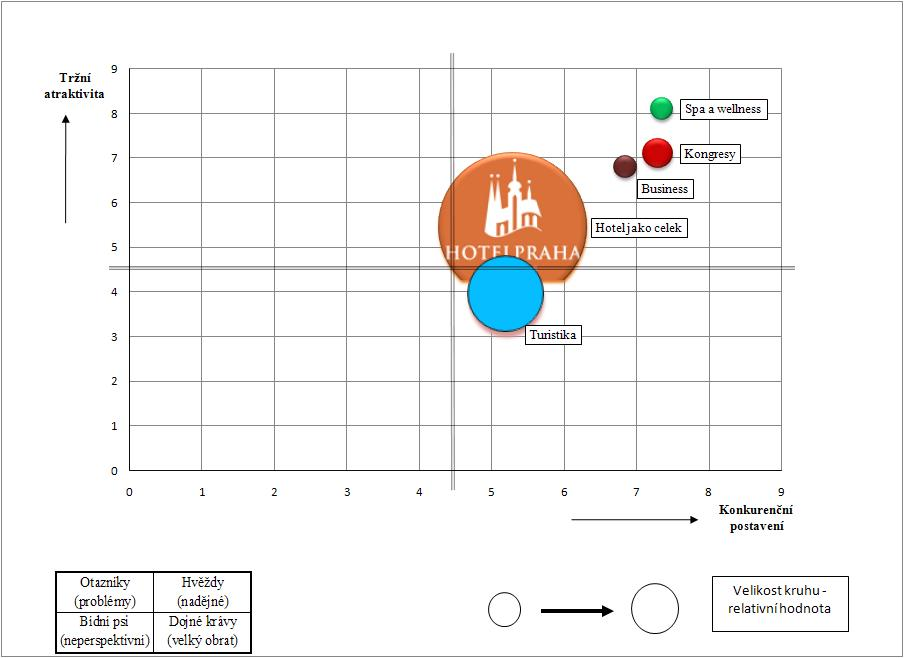 Tržní
atraktivita
9
8
7
6
5
4
3
2
1
0
0 1 2 3 4 5 6 7 8 9
Spa a wellness
Kongresy
Business
Hotel jako celek
HOTEL PRAHA
Turistika
Konkurenční
postavení
Otazníky
(problémy)
Hvězdy
(nadějné)
Bídní psi
(neperspektivní)
Dojné krávy
(velký obrat)
Velikost kruhu -
relativní hodnota